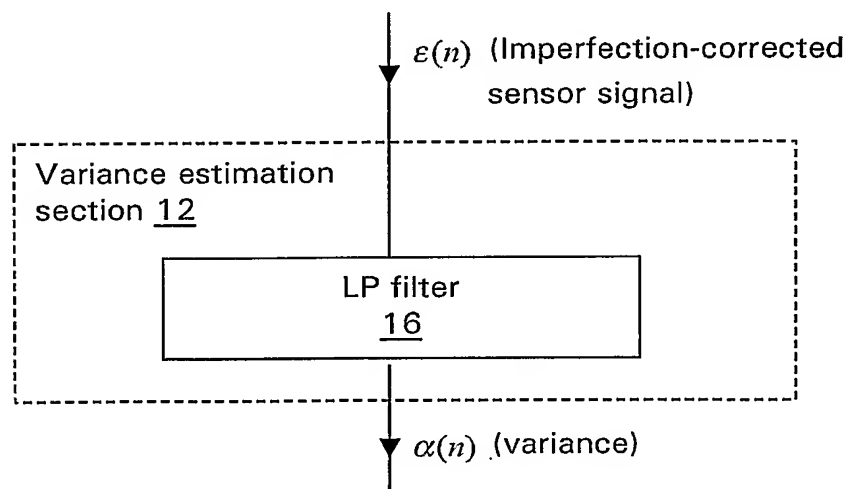 ε(n) (Imperfection-corrected
sensor signal)
Variance estimation
section 12
LP filter
16
α(n) (variance)